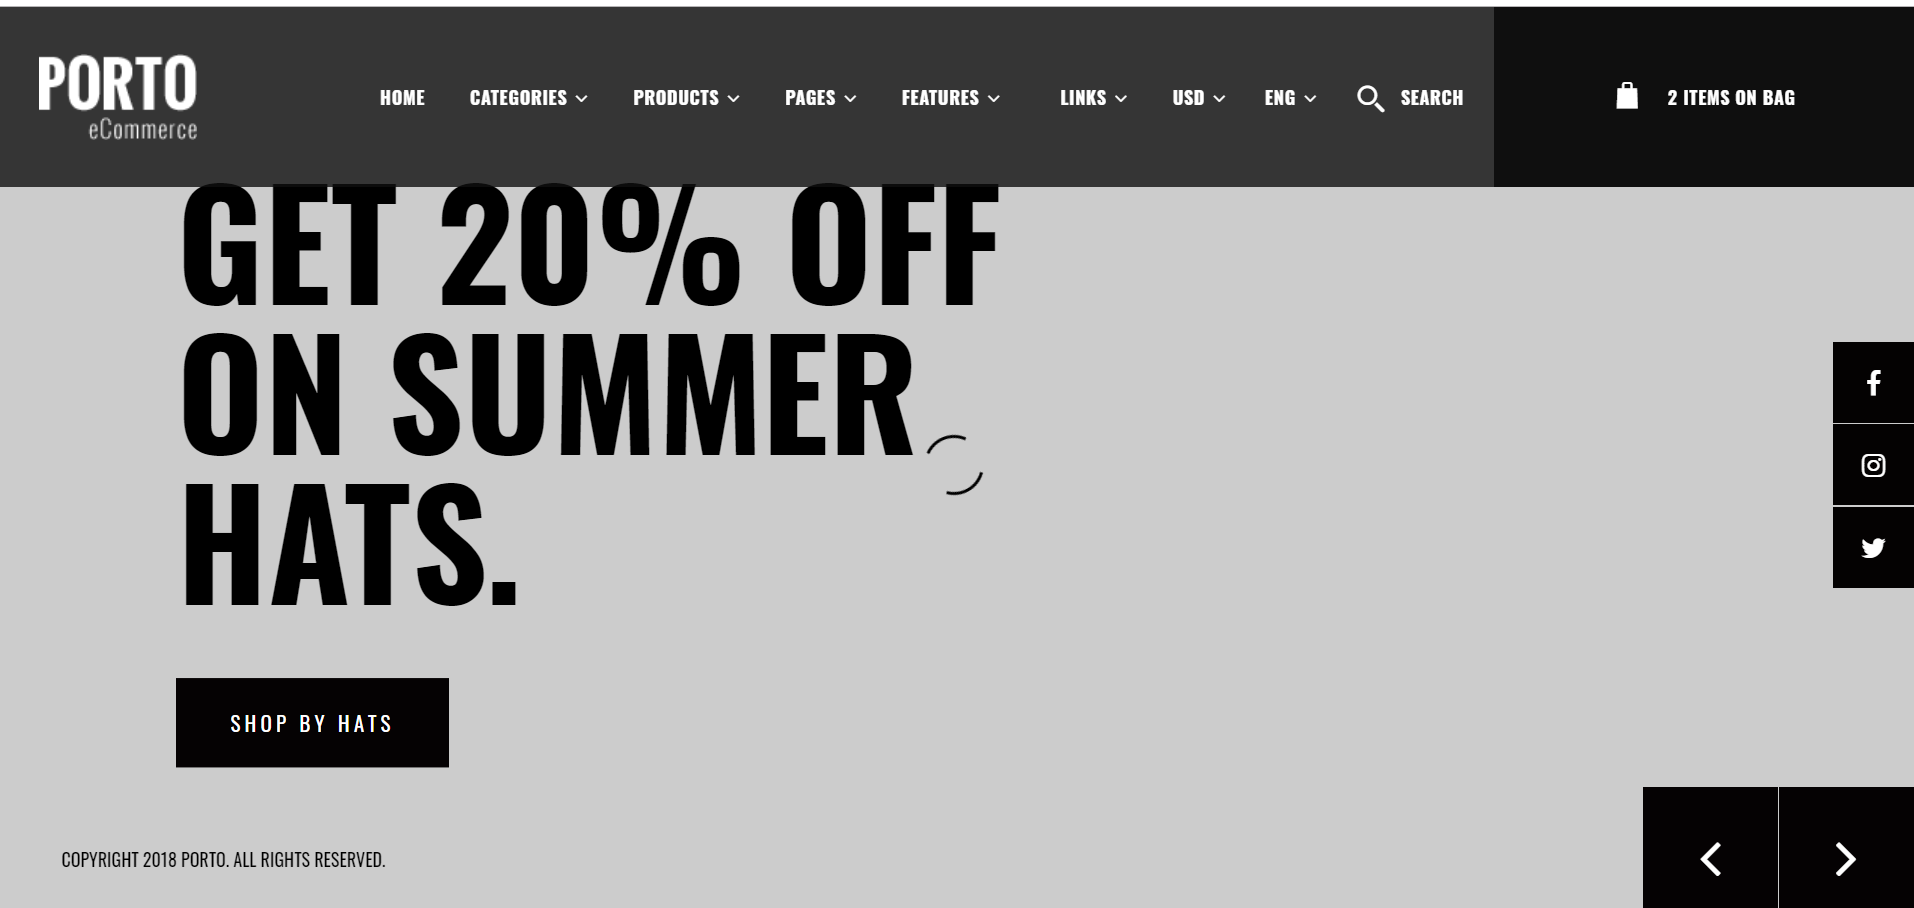 PORTO
eCommerce
HOME CATEGORIES PRODUCTS PAGES FEATURES LINKS USD ENG SEARCH 2 ITEMS ON BAG
GET 20% OFF
ON SUMMER
HATS.
SHOP BY HATS
COPYRIGHT 2018 PORTO. ALL RIGHTS RESERVED.